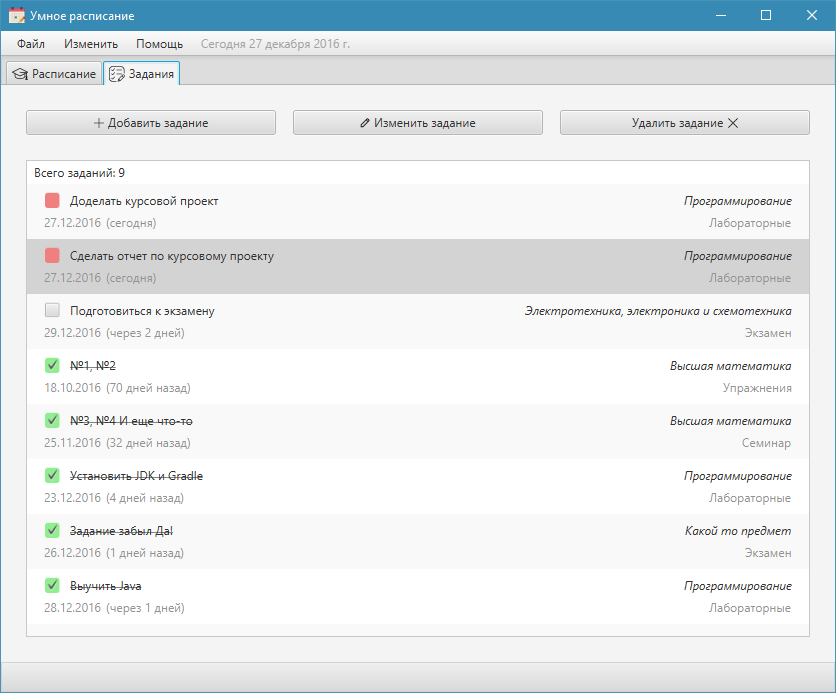 Умное расписание
Файл Изменить Помощь Сегодня 27 декабря 2016 г.
Расписание Задания
Добавить задание Изменить задание Удалить задание
Всего заданий: 9
Доделать курсовой проект Программирование
27.12.2016 (сегодня) Лабораторные
Сделать отчет по курсовому проекту Программирование
27.12.2016 (сегодня) Лабораторные
Подготовиться к экзамену Электротехника, электроника и схемотехника
29.12.2016 (через 2 дней) Экзамен
№1, №2 Высшая математика
18.10.2016 (70 дней назад) Упражнения
№3, №4 И еще что-то Высшая математика
25.11.2016 (32 дней назад) Семинар
Установить JDK и Gradle Программирование
23.12.2016 (4 дней назад) Лабораторные
Задание забыл Да! Какой то предмет
26.12.2016 (1 дней назад) Экзамен
Выучить Java Программирование
28.12.2016 (через 1 дней) Лабораторные